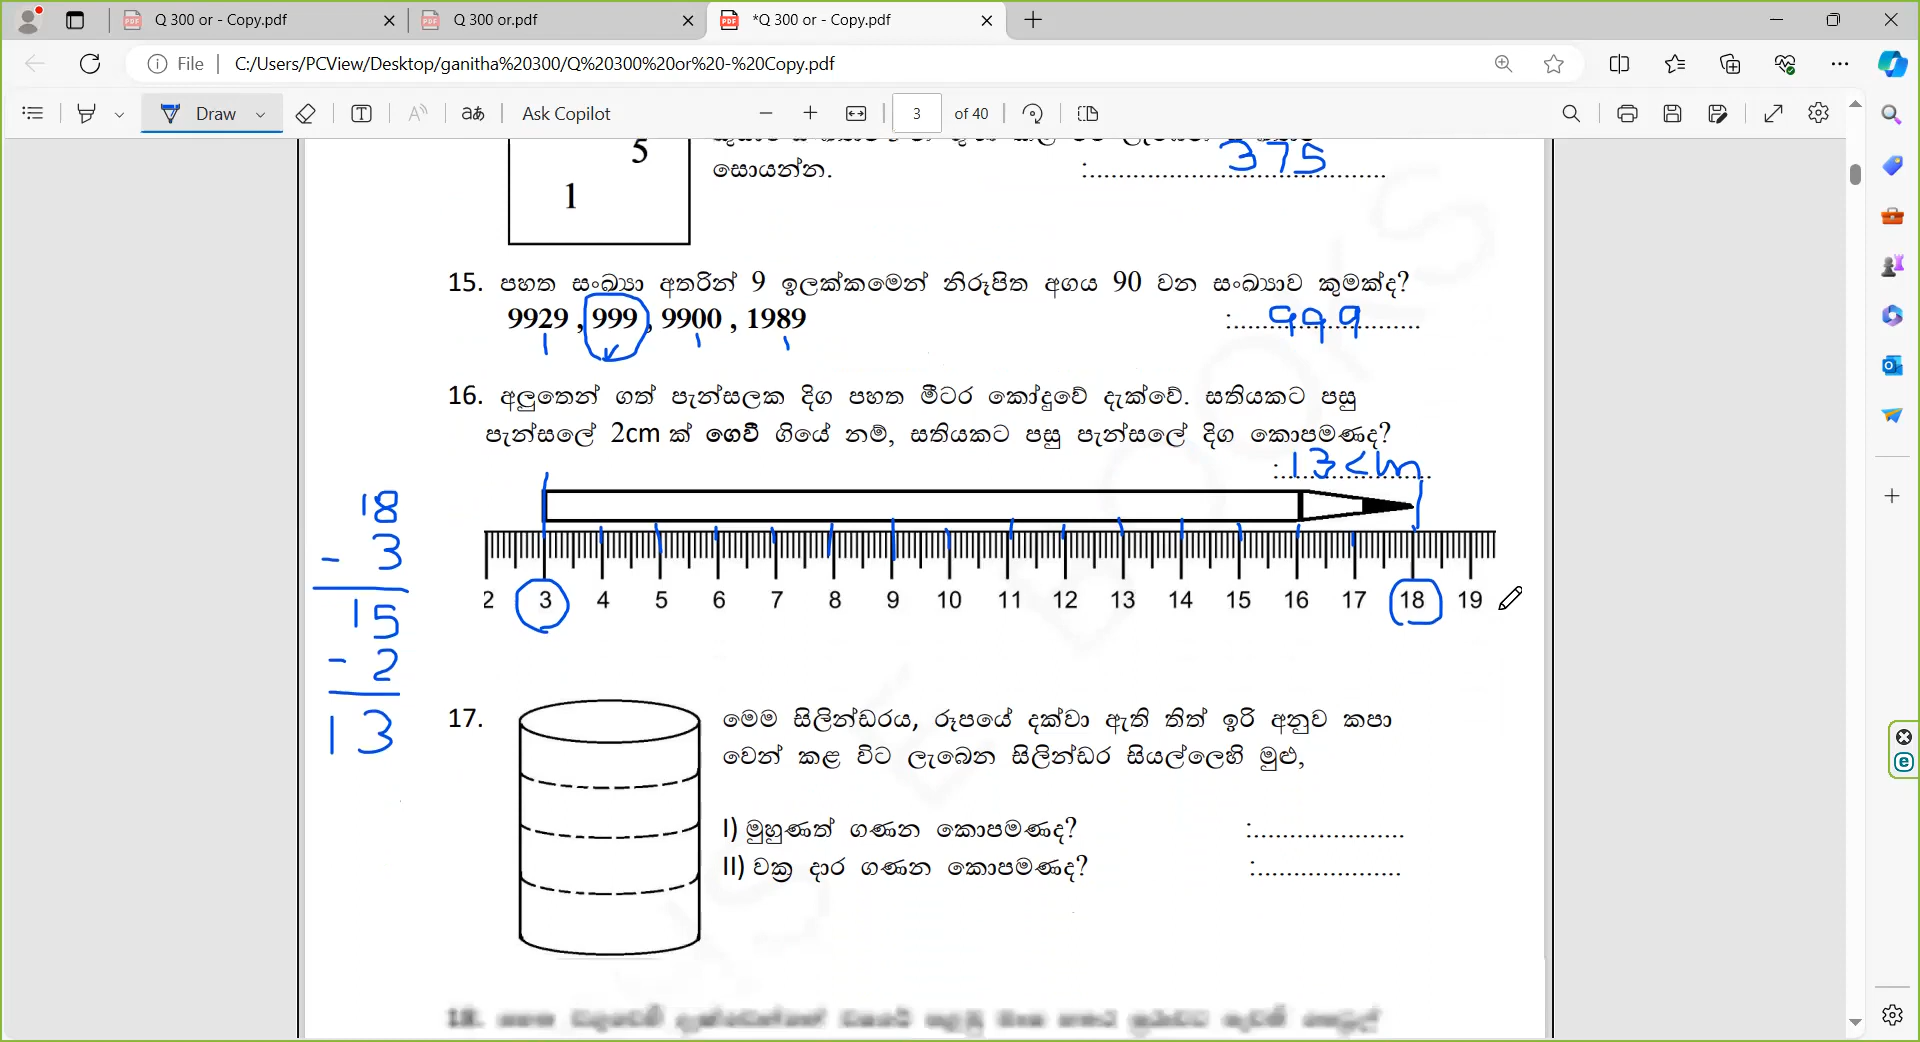 Q 300 or - Copy.pdf
Q 300 or.pdf
*Q 300 or - Copy.pdf
File
C:/Users/PCView/Desktop/ganitha%20300/Q%20300%20or%20-%20Copy.pdf
Draw
Ask Copilot
3 of 40
5
1
සොයන්න. :.......... 375
15. පහත සංඛ්‍යා අතරින් 9 ඉලක්කමෙන් නිරූපිත අගය 90 වන සංඛ්‍යාව කුමක්ද?
9929 , 999 , 9900 , 1989 :.......... 999
16. අලුතෙන් ගත් පැන්සලක දිග පහත මීටර කෝදුවේ දැක්වේ. සතියකට පසු
පැන්සලේ 2cm ක් ගෙවී ගියේ නම්, සතියකට පසු පැන්සලේ දිග කොපමණද?
:.......... 13cm
18
- 3
15
- 2
13
2 3 4 5 6 7 8 9 10 11 12 13 14 15 16 17 18 19
17. මෙම සිලින්ඩරය, රූපයේ දක්වා ඇති තිත් ඉරි අනුව කපා
වෙන් කළ විට ලැබෙන සිලින්ඩර සියල්ලෙහි මුළු,
I) මුහුණත් ගණන කොපමණද? :..........
II) වක්‍ර දාර ගණන කොපමණද? :..........